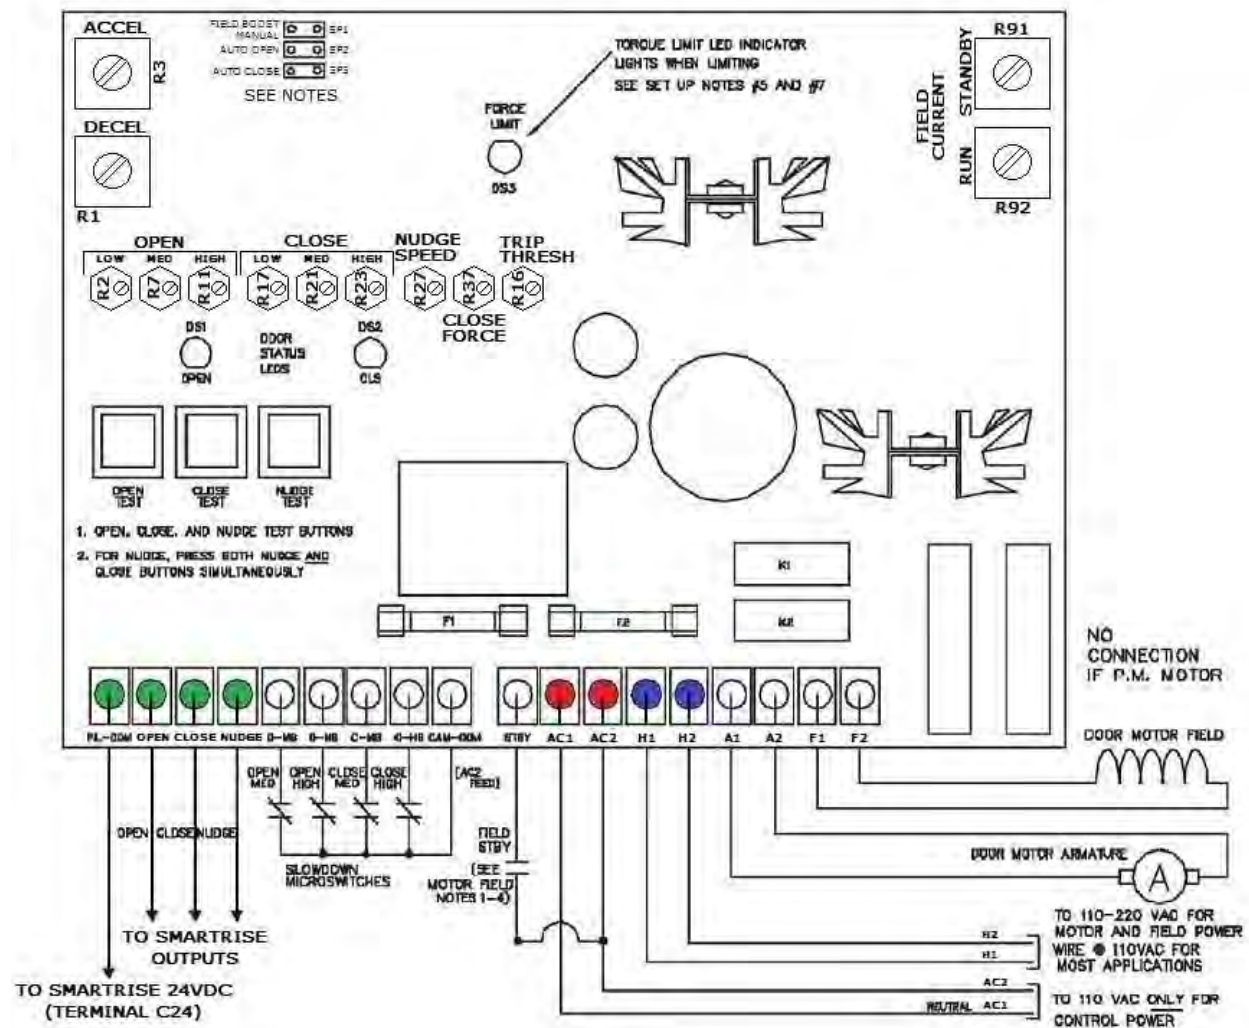 ACCEL
R3
DECEL
R1
FIELD BOOST
MANUAL
SP1
AUTO OPEN
SP2
AUTO CLOSE
SP3
SEE NOTES
TORQUE LIMIT LED INDICATOR
LIGHTS WHEN LIMITING
SEE SET UP NOTES #5 AND #7
FORCE
LIMIT
DS3
R91
STANDBY
FIELD
CURRENT
RUN
R92
OPEN
CLOSE
NUDGE
SPEED
TRIP
THRESH
LOW
MED
HIGH
LOW
MED
HIGH
R2
R7
R11
R17
R21
R23
R27
R37
R16
CLOSE
FORCE
DS1
OPEN
DOOR
STATUS
LEDS
DS2
CLS
OPEN
TEST
CLOSE
TEST
NUDGE
TEST
1. OPEN, CLOSE, AND NUDGE TEST BUTTONS
2. FOR NUDGE, PRESS BOTH NUDGE AND
CLOSE BUTTONS SIMULTANEOUSLY
K1
K2
F1
F2
NO
CONNECTION
IF P.M. MOTOR
OPEN
CLOSE
NUDGE
CAM-COM
STBY
AC1
AC2
H1
H2
A1
A2
F1
F2
DOOR MOTOR FIELD
OPEN
MED
OPEN
HIGH
CLOSE
MED
CLOSE
HIGH
(AC2
FEED)
OPEN
CLOSE
NUDGE
SLOWDOWN
MICROSWITCHES
FIELD
STBY
(SEE
MOTOR FIELD
NOTES 1-4)
DOOR MOTOR ARMATURE
A
TO SMARTRISE
OUTPUTS
TO SMARTRISE 24VDC
(TERMINAL C24)
H2
H1
TO 110-220 VAC FOR
MOTOR AND FIELD POWER
WIRE @ 110VAC FOR
MOST APPLICATIONS
AC2
NEUTRAL AC1
TO 110 VAC ONLY FOR
CONTROL POWER